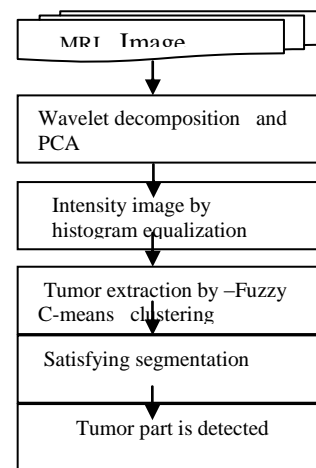 MRI Image
Wavelet decomposition and
PCA
Intensity image by
histogram equalization
Tumor extraction by –Fuzzy
C-means clustering
Satisfying segmentation
Tumor part is detected